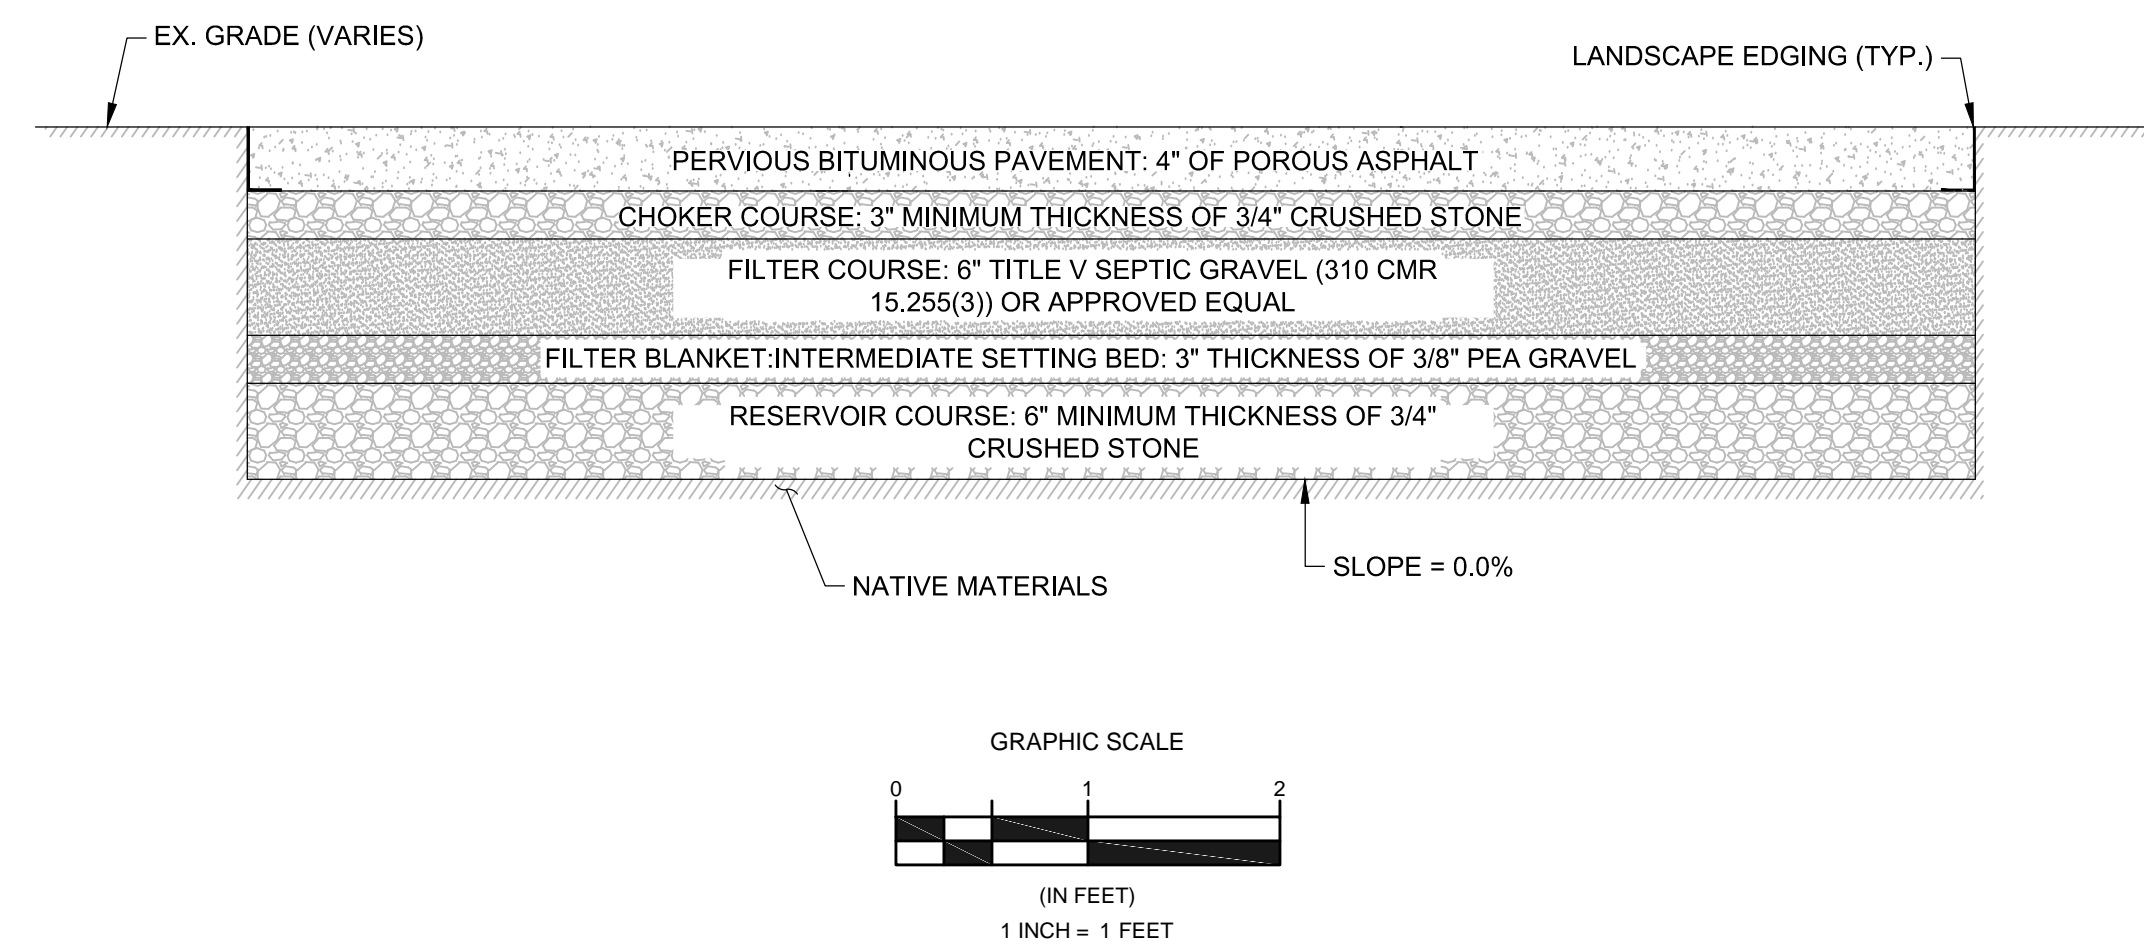 EX. GRADE (VARIES)
LANDSCAPE EDGING (TYP.)
PERVIOUS BITUMINOUS PAVEMENT: 4" OF POROUS ASPHALT
CHOKER COURSE: 3" MINIMUM THICKNESS OF 3/4" CRUSHED STONE
FILTER COURSE: 6" TITLE V SEPTIC GRAVEL (310 CMR
15.255(3)) OR APPROVED EQUAL
FILTER BLANKET:INTERMEDIATE SETTING BED: 3" THICKNESS OF 3/8" PEA GRAVEL
RESERVOIR COURSE: 6" MINIMUM THICKNESS OF 3/4"
CRUSHED STONE
SLOPE = 0.0%
NATIVE MATERIALS
GRAPHIC SCALE
0 1 2
(IN FEET)
1 INCH = 1 FEET